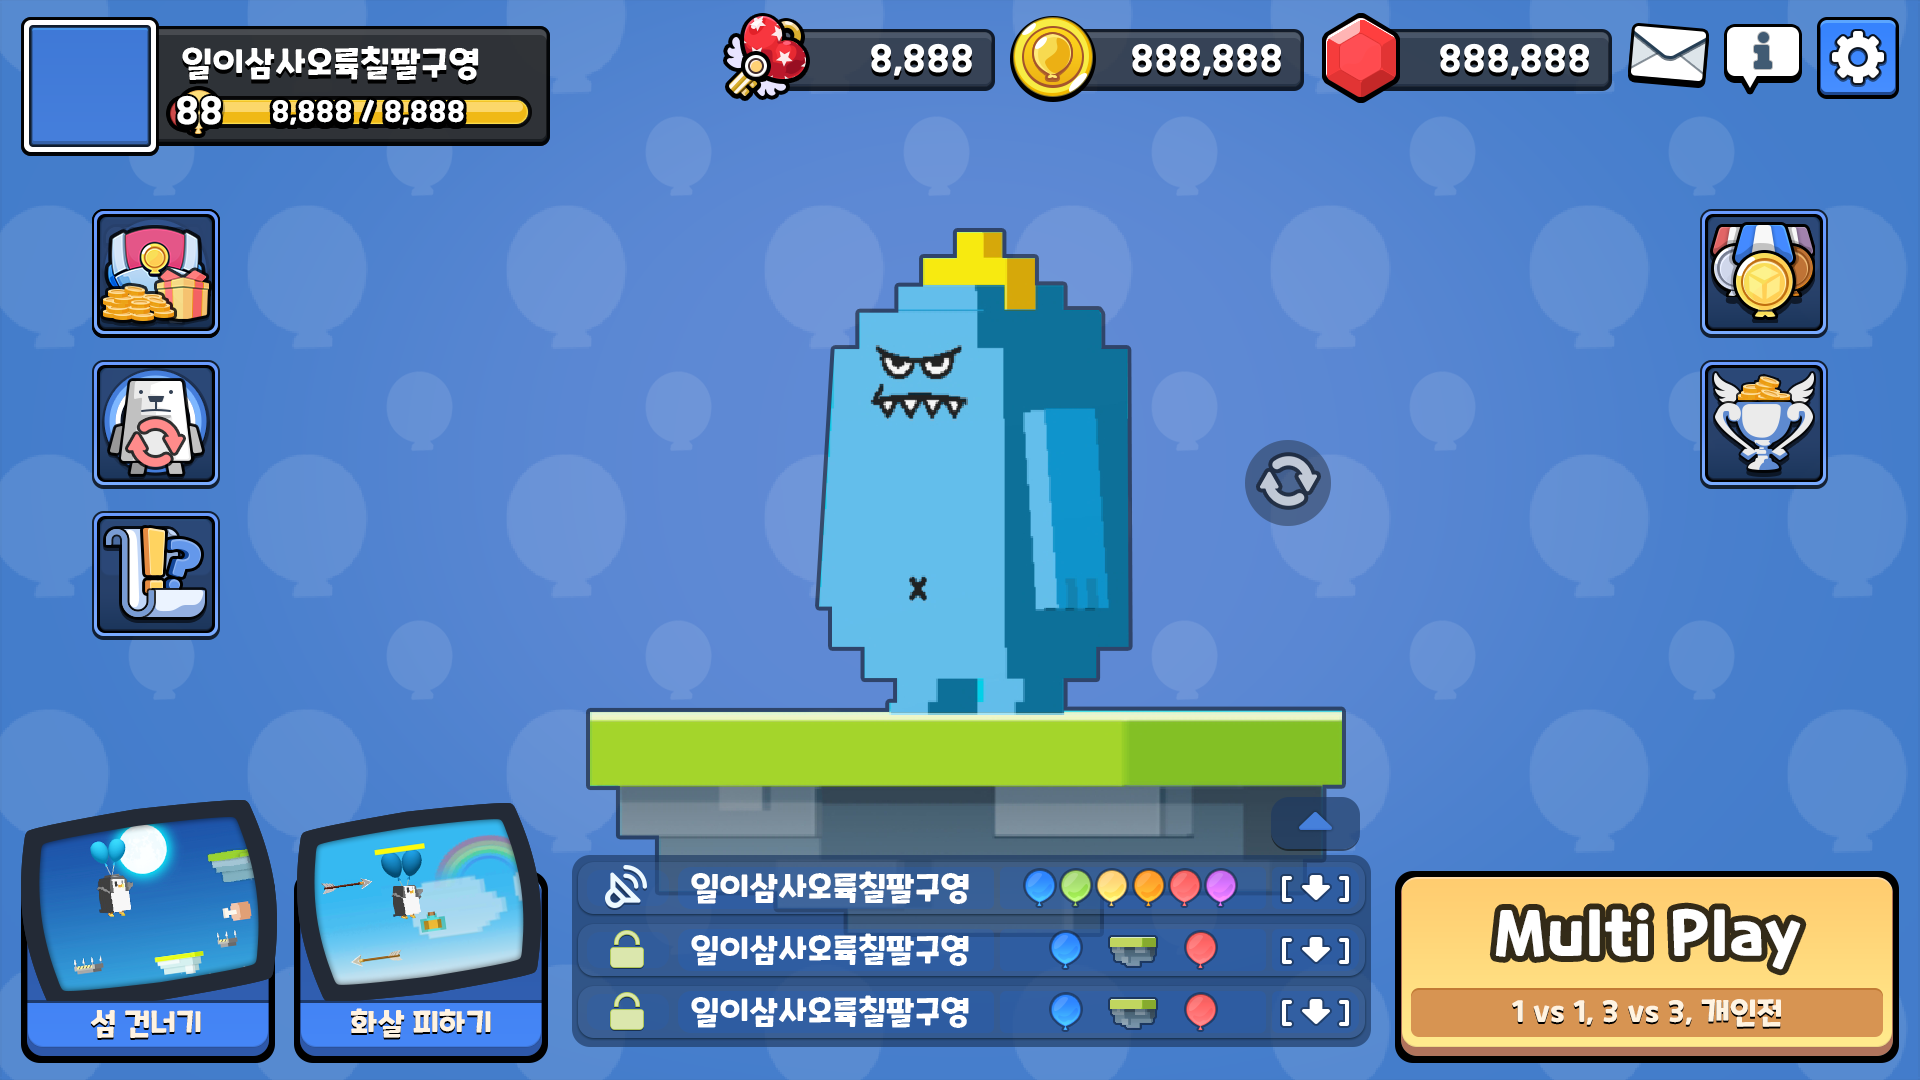 일이삼사오륙칠팔구영
88
8,888 / 8,888
8,888
888,888
888,888
일이삼사오륙칠팔구영
[ ]
일이삼사오륙칠팔구영
[ ]
일이삼사오륙칠팔구영
[ ]
섬 건너기
화살 피하기
Multi Play
1 vs 1, 3 vs 3, 개인전